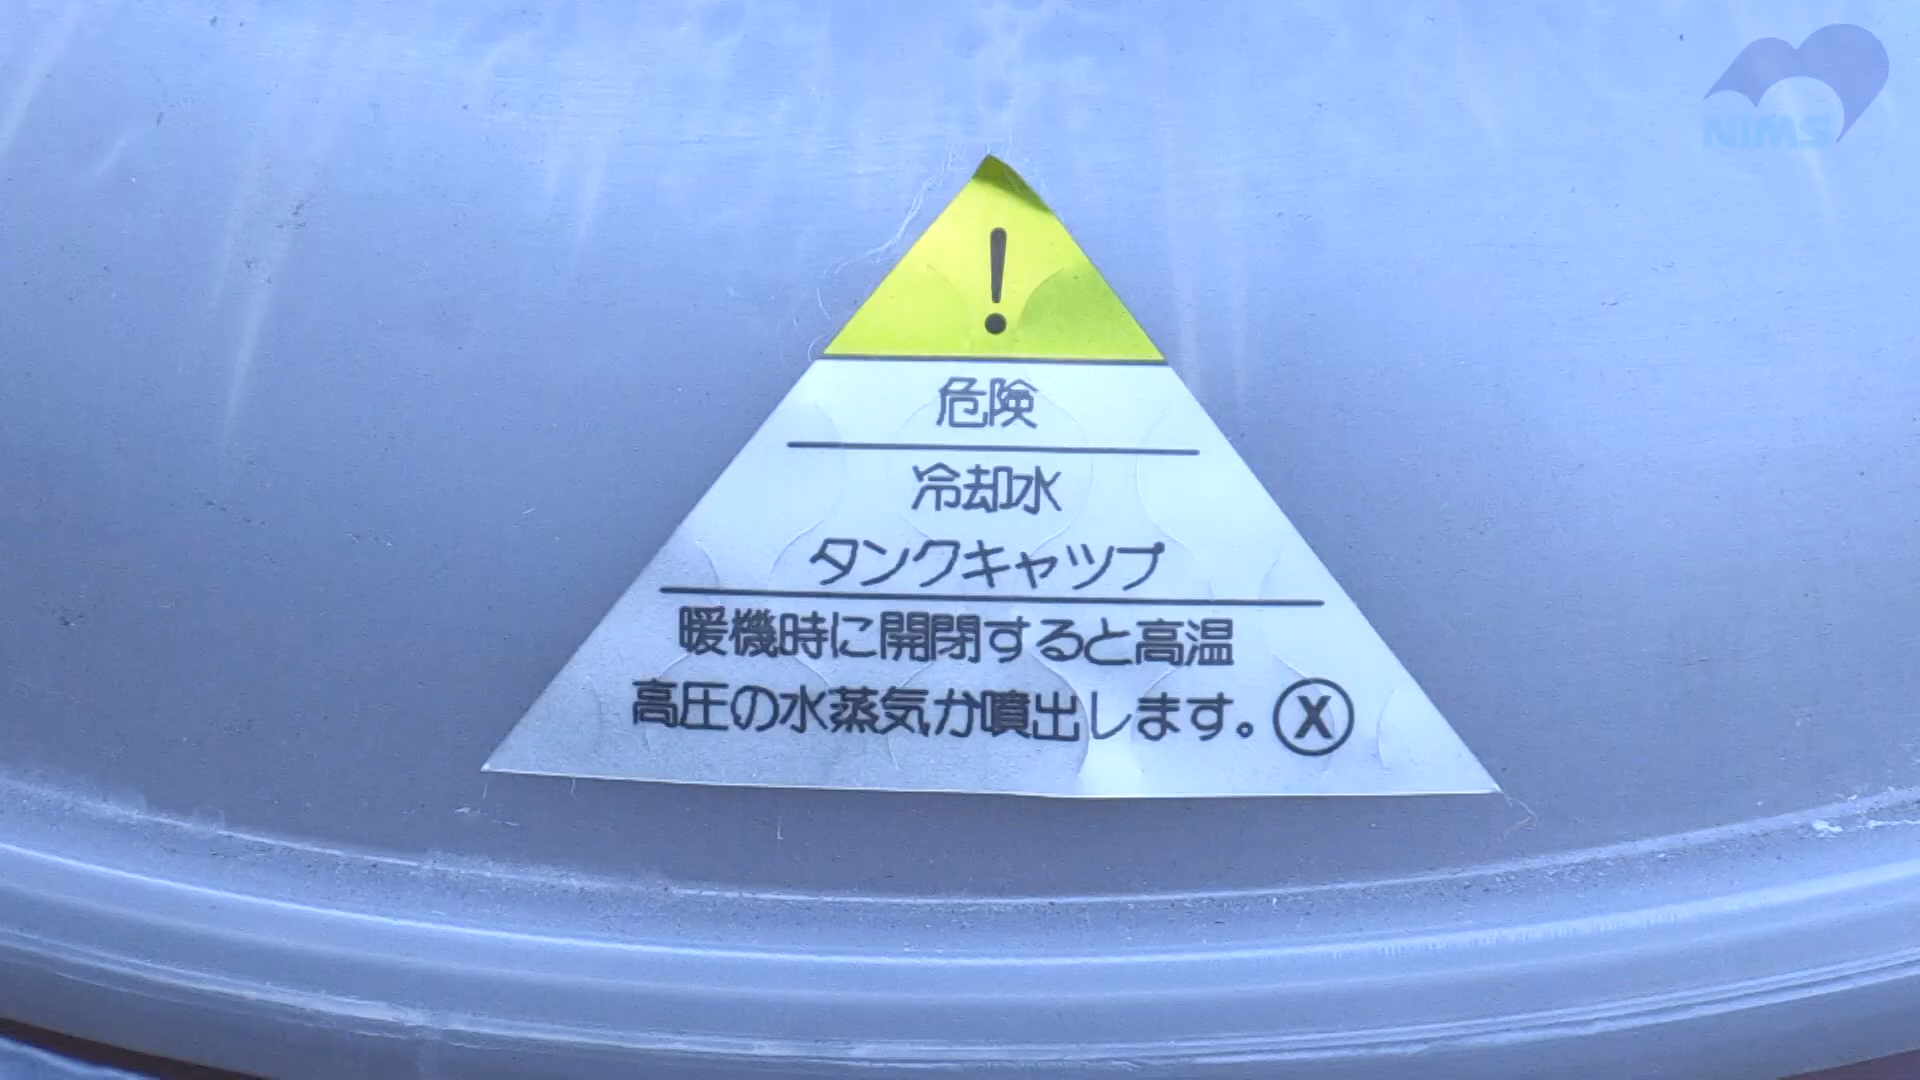 NIMS
!
危険
冷却水
タンクキャップ
暖機時に開閉すると高温
高圧の水蒸気が噴出します。Ⓧ